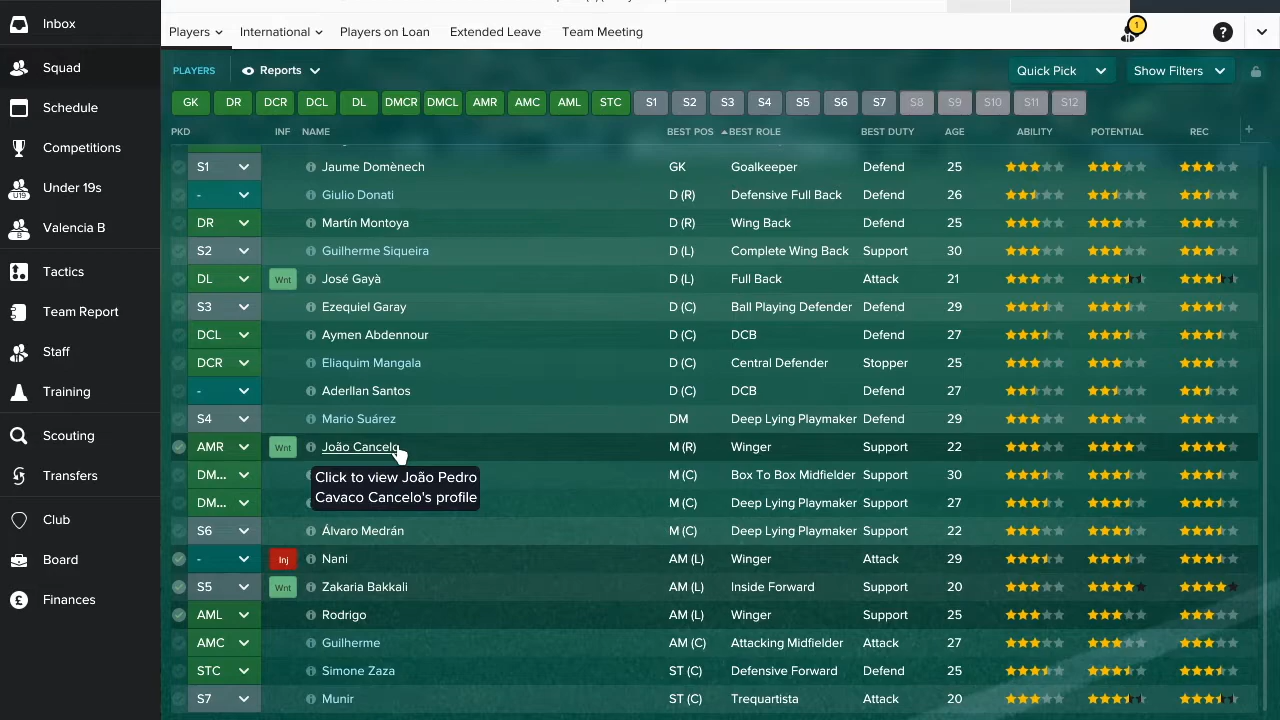 Inbox
Squad
Schedule
Competitions
U19 Under 19s
B Valencia B
Tactics
Team Report
Staff
Training
Scouting
Transfers
Club
Board
£ Finances
Players International Players on Loan Extended Leave Team Meeting 1 ?
PLAYERS Reports Quick Pick Show Filters
GK DR DCR DCL DL DMCR DMCL AMR AMC AML STC S1 S2 S3 S4 S5 S6 S7 S8 S9 S10 S11 S12
PKD INF NAME BEST POS BEST ROLE BEST DUTY AGE ABILITY POTENTIAL REC +
S1 Jaume Domènech GK Goalkeeper Defend 25
- Giulio Donati D (R) Defensive Full Back Defend 26
DR Martín Montoya D (R) Wing Back Defend 25
S2 Guilherme Siqueira D (L) Complete Wing Back Support 30
DL Wnt José Gayà D (L) Full Back Attack 21
S3 Ezequiel Garay D (C) Ball Playing Defender Defend 29
DCL Aymen Abdennour D (C) DCB Defend 27
DCR Eliaquim Mangala D (C) Central Defender Stopper 25
- Aderllan Santos D (C) DCB Defend 27
S4 Mario Suárez DM Deep Lying Playmaker Defend 29
AMR Wnt João Cancelo M (R) Winger Support 22
DM... M (C) Box To Box Midfielder Support 30
DM... M (C) Deep Lying Playmaker Support 27
Click to view João Pedro
Cavaco Cancelo's profile
S6 Álvaro Medrán M (C) Deep Lying Playmaker Support 22
- Inj Nani AM (L) Winger Attack 29
S5 Wnt Zakaria Bakkali AM (L) Inside Forward Support 20
AML Rodrigo AM (L) Winger Support 25
AMC Guilherme AM (C) Attacking Midfielder Attack 27
STC Simone Zaza ST (C) Defensive Forward Defend 25
S7 Munir ST (C) Trequartista Attack 20